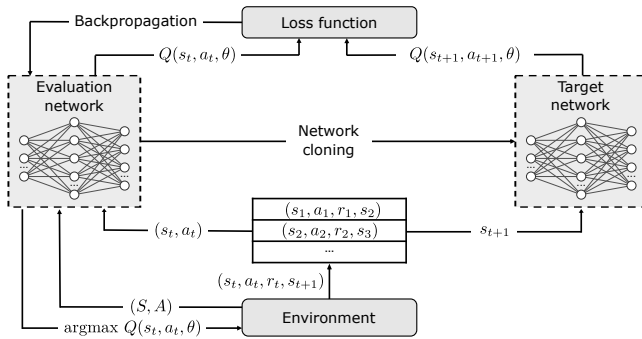 Backpropagation
Loss function
Q(s_t, a_t, θ)
Q(s_{t+1}, a_{t+1}, θ)
Evaluation
network
Target
network
...
...
...
...
...
...
Network
cloning
(s_1, a_1, r_1, s_2)
(s_2, a_2, r_2, s_3)
...
(s_t, a_t)
s_{t+1}
(s_t, a_t, r_t, s_{t+1})
(S, A)
Environment
argmax Q(s_t, a_t, θ)